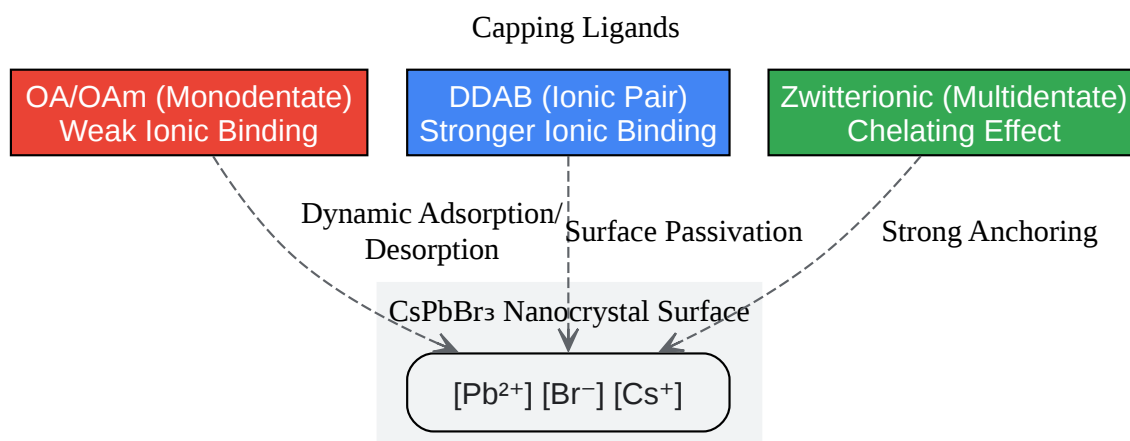 Capping Ligands
OA/OAm (Monodentate)
Weak Ionic Binding
DDAB (Ionic Pair)
Stronger Ionic Binding
Zwitterionic (Multidentate)
Chelating Effect
Dynamic Adsorption/
Desorption
Surface Passivation
Strong Anchoring
CsPbBr₃ Nanocrystal Surface
[Pb²⁺] [Br⁻] [Cs⁺]